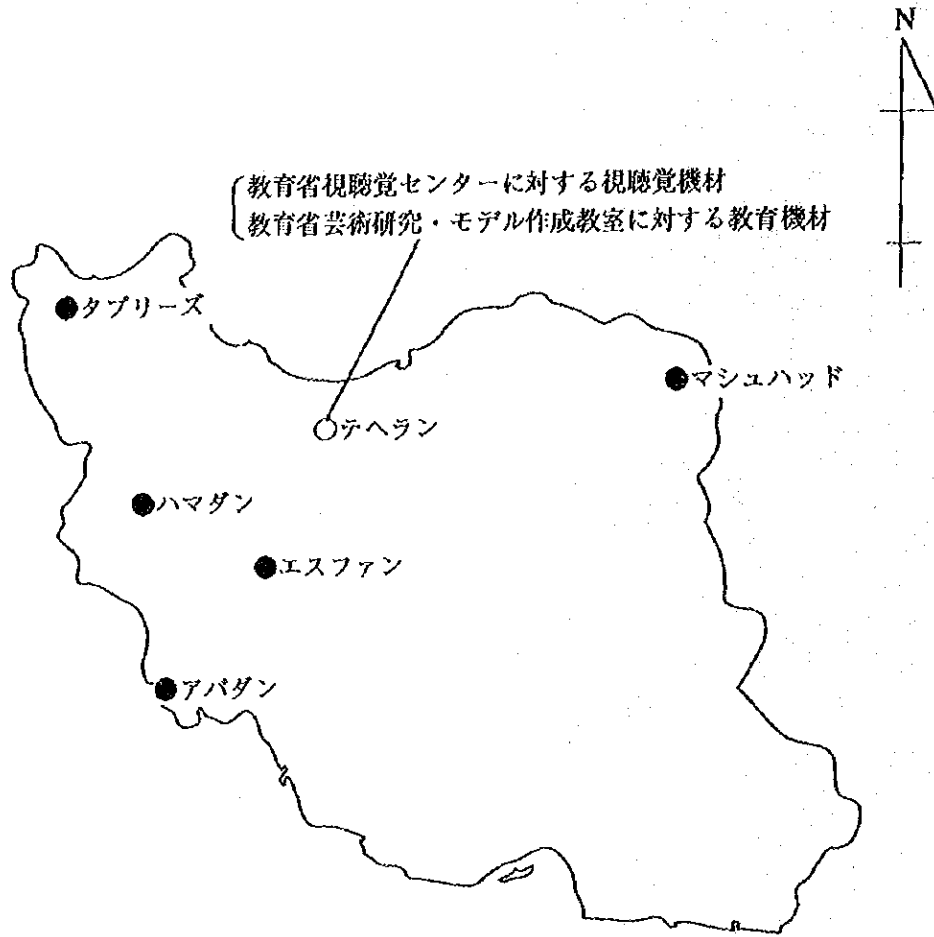 N
教育省視聴覚センターに対する視聴覚機材
教育省芸術研究・モデル作成教室に対する教育機材
タブリーズ
マシュハッド
テヘラン
ハマダン
エスファン
アバダン